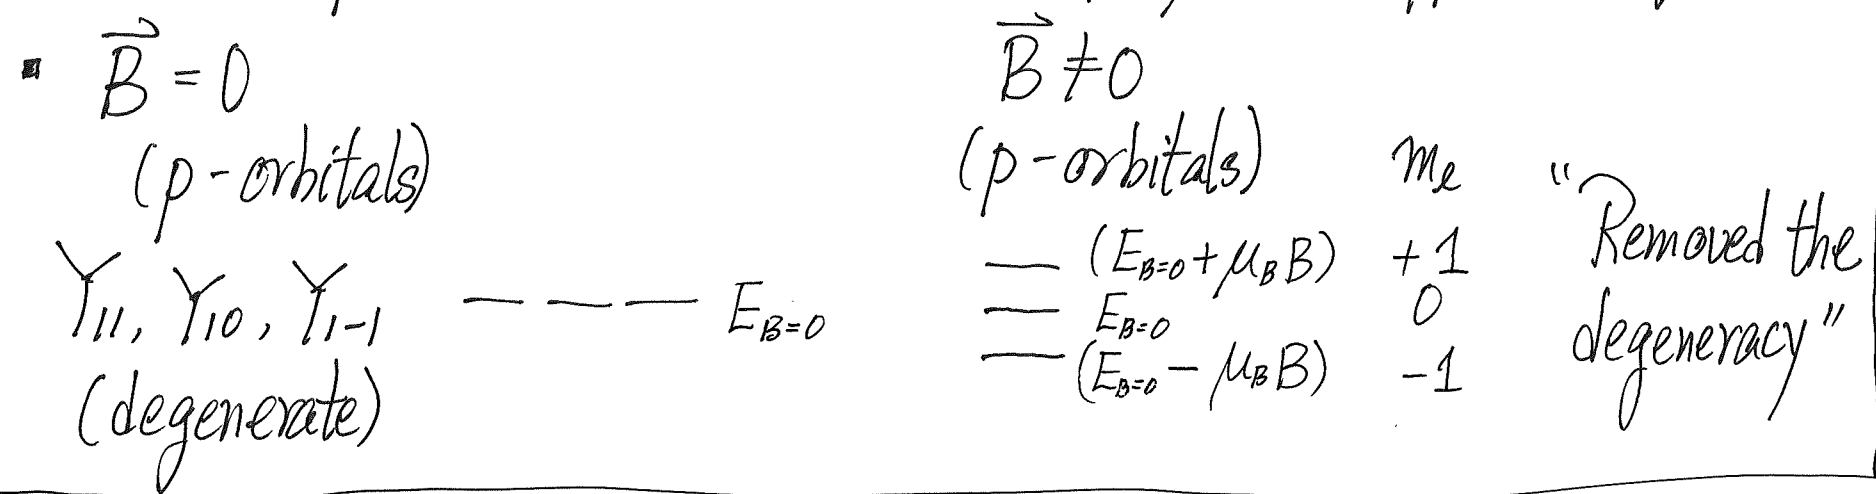 ▪ B⃗ = 0 B⃗ ≠ 0
(p-orbitals) (p-orbitals) mℓ "Removed the degeneracy"
(E_{B=0} + μ_B B) +1
Y₁₁, Y₁₀, Y₁₋₁ — — — E_{B=0} E_{B=0} 0
(E_{B=0} − μ_B B) -1
(degenerate)